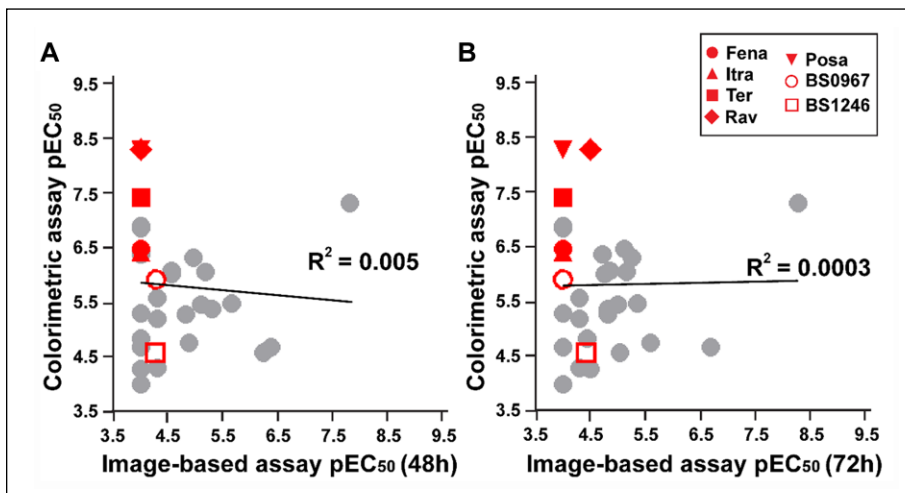 A
Colorimetric assay pEC50
9.5
8.5
7.5
6.5
5.5
4.5
3.5
R² = 0.005
3.5 4.5 5.5 6.5 7.5 8.5 9.5
Image-based assay pEC50 (48h)
B
Fena
Itra
Ter
Rav
Posa
BS0967
BS1246
Colorimetric assay pEC50
9.5
8.5
7.5
6.5
5.5
4.5
3.5
R² = 0.0003
3.5 4.5 5.5 6.5 7.5 8.5 9.5
Image-based assay pEC50 (72h)